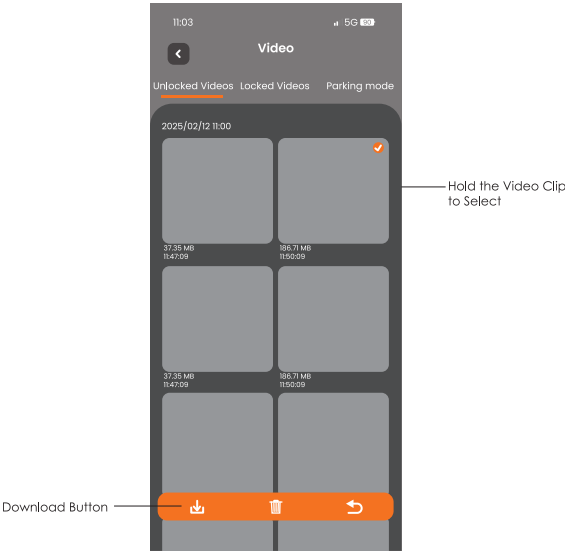 11:03
5G 90
Video
Unlocked Videos Locked Videos Parking mode
2025/02/12 11:00
Hold the Video Clip
to Select
37.35 MB 186.71 MB
11:47:09 11:50:09
37.35 MB 186.71 MB
11:47:09 11:50:09
Download Button